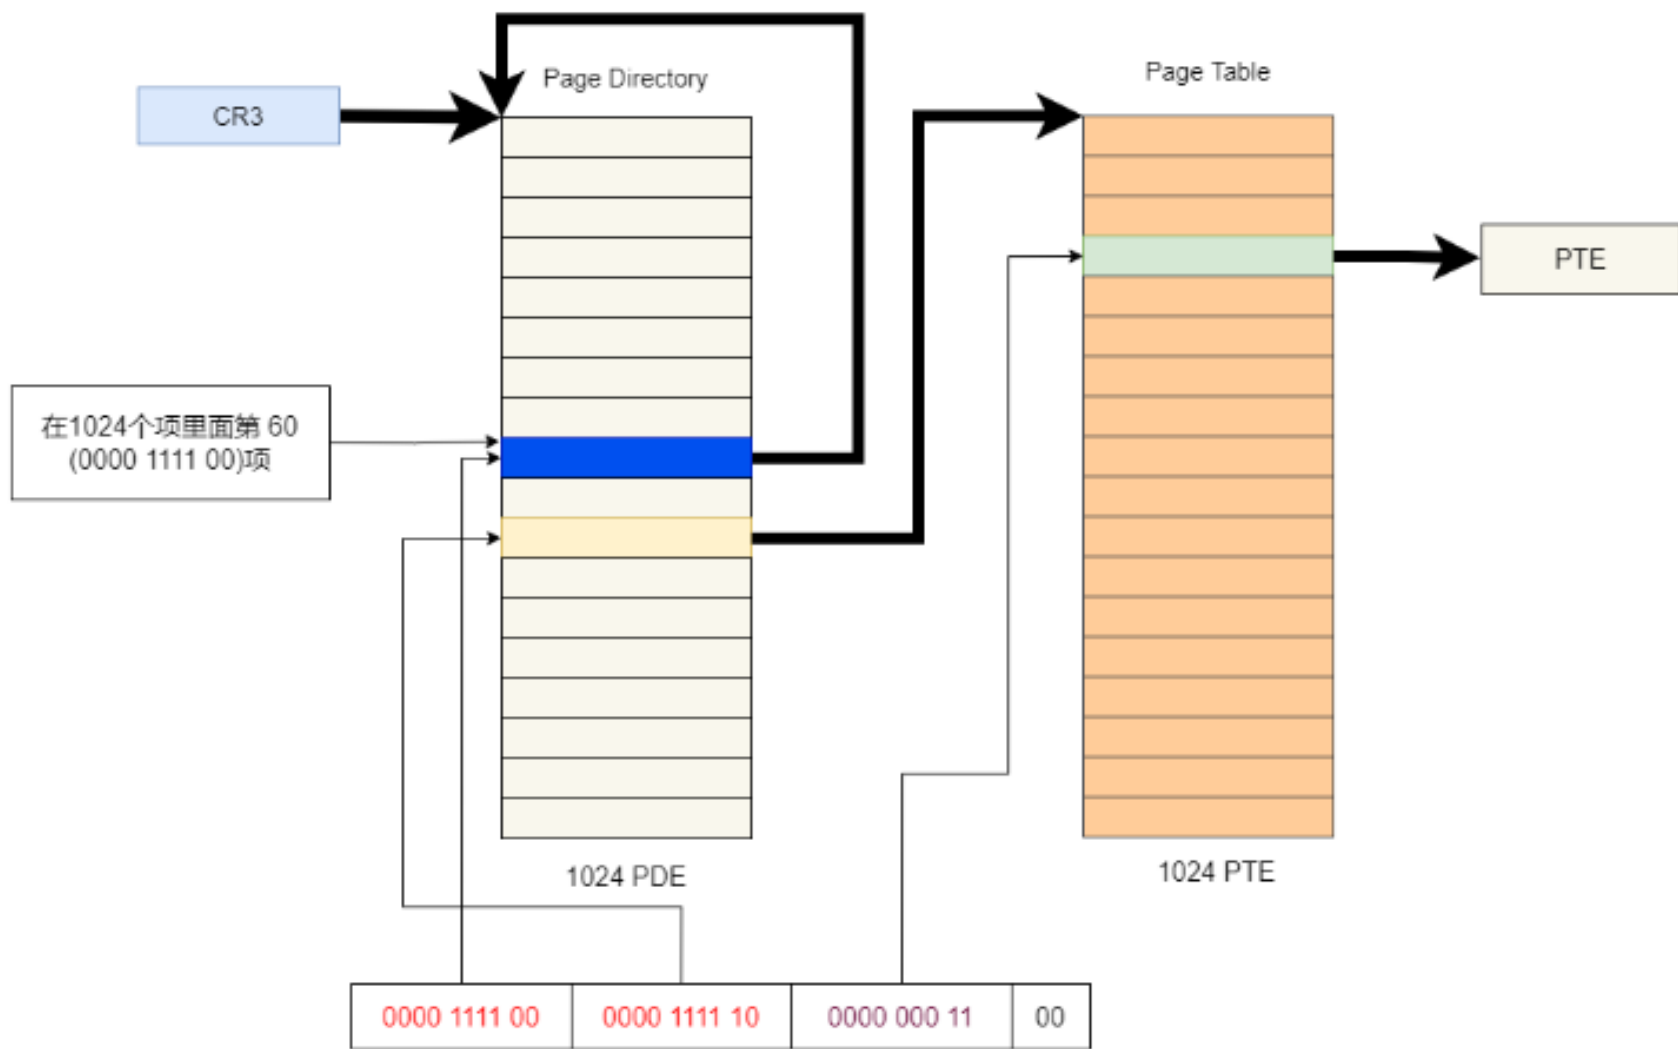 Page Directory
Page Table
CR3
PTE
在1024个项里面第 60
(0000 1111 00)项
1024 PDE
1024 PTE
0000 1111 00
0000 1111 10
0000 000 11
00